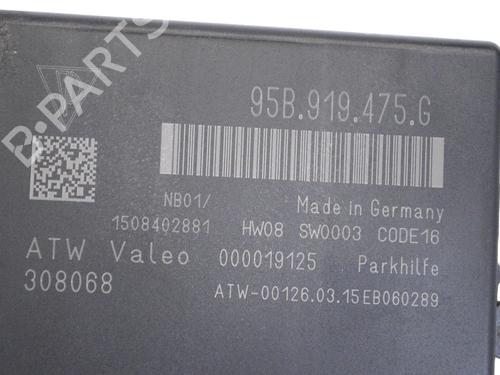 B-PARTS
95B.919.475.G
NB01/ Made in Germany
1508402881 HW08 SW0003 CODE16
ATW Valeo 000019125 Parkhilfe
308068 ATW-00126.03.15EB060289